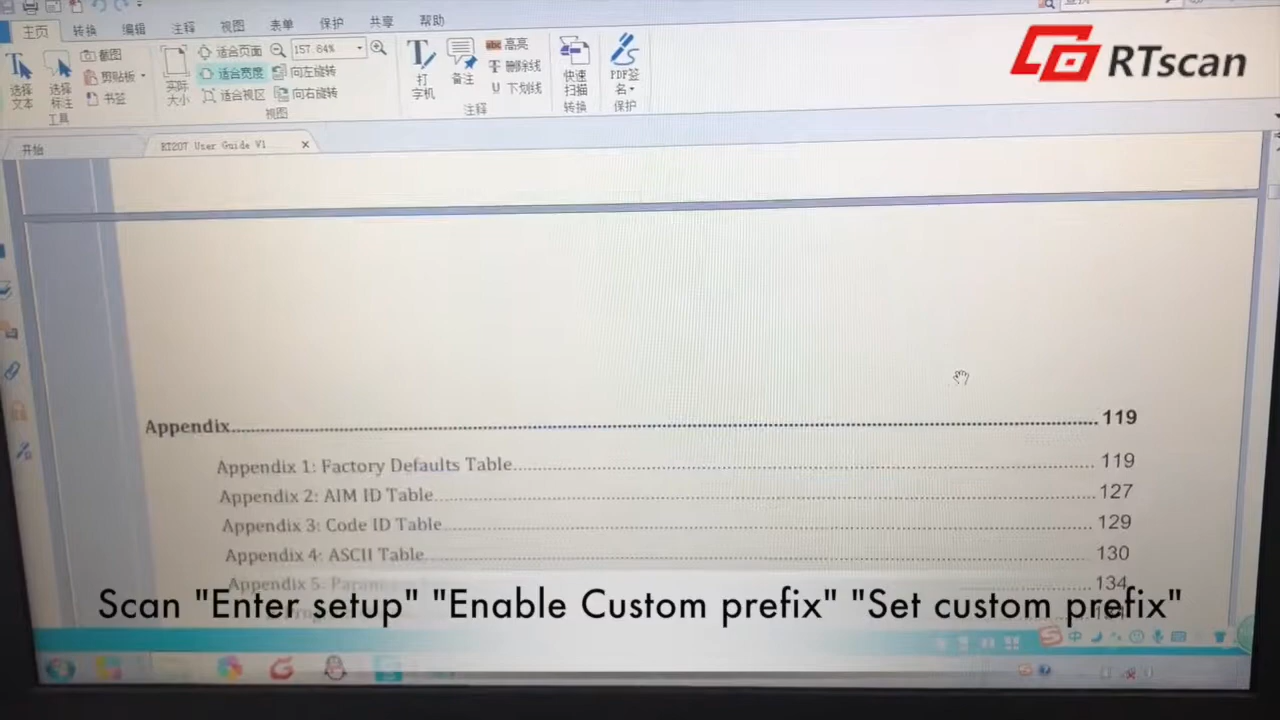 主页 转换 编辑 注释 视图 表单 保护 共享 帮助
RTscan
选择文本
选择标注
截图
剪贴板
书签
工具
实际大小
适合页面
适合宽度
适合视区
157.64%
向左旋转
向右旋转
视图
打字机
备注
高亮
删除线
下划线
注释
快速扫描
转换
PDF签名
保护
开始
RT207 User Guide V1
Appendix 119
Appendix 1: Factory Defaults Table 119
Appendix 2: AIM ID Table 127
Appendix 3: Code ID Table 129
Appendix 4: ASCII Table 130
Appendix 5: 134
Scan "Enter setup" "Enable Custom prefix" "Set custom prefix"
中